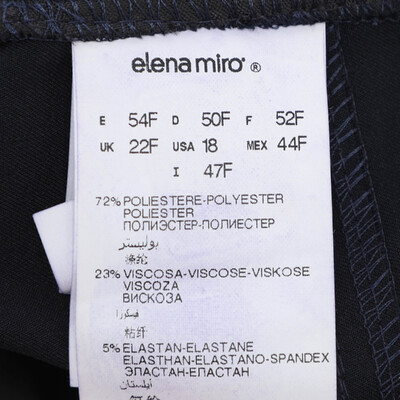 elena miro ®
E 54F D 50F F 52F
UK 22F USA 18 MEX 44F
I 47F
72% POLIESTERE-POLYESTER
POLIESTER
ПОЛИЭСТЕР-ПОЛИЕСТЕР
بوليستر
涤纶
23% VISCOSA-VISCOSE-VISKOSE
VISCOZA
ВИСКОЗА
فيسكوزا
粘纤
5% ELASTAN-ELASTANE
ELASTHAN-ELASTANO-SPANDEX
ЭЛАСТАН-ЕЛАСТАН
ايلستان